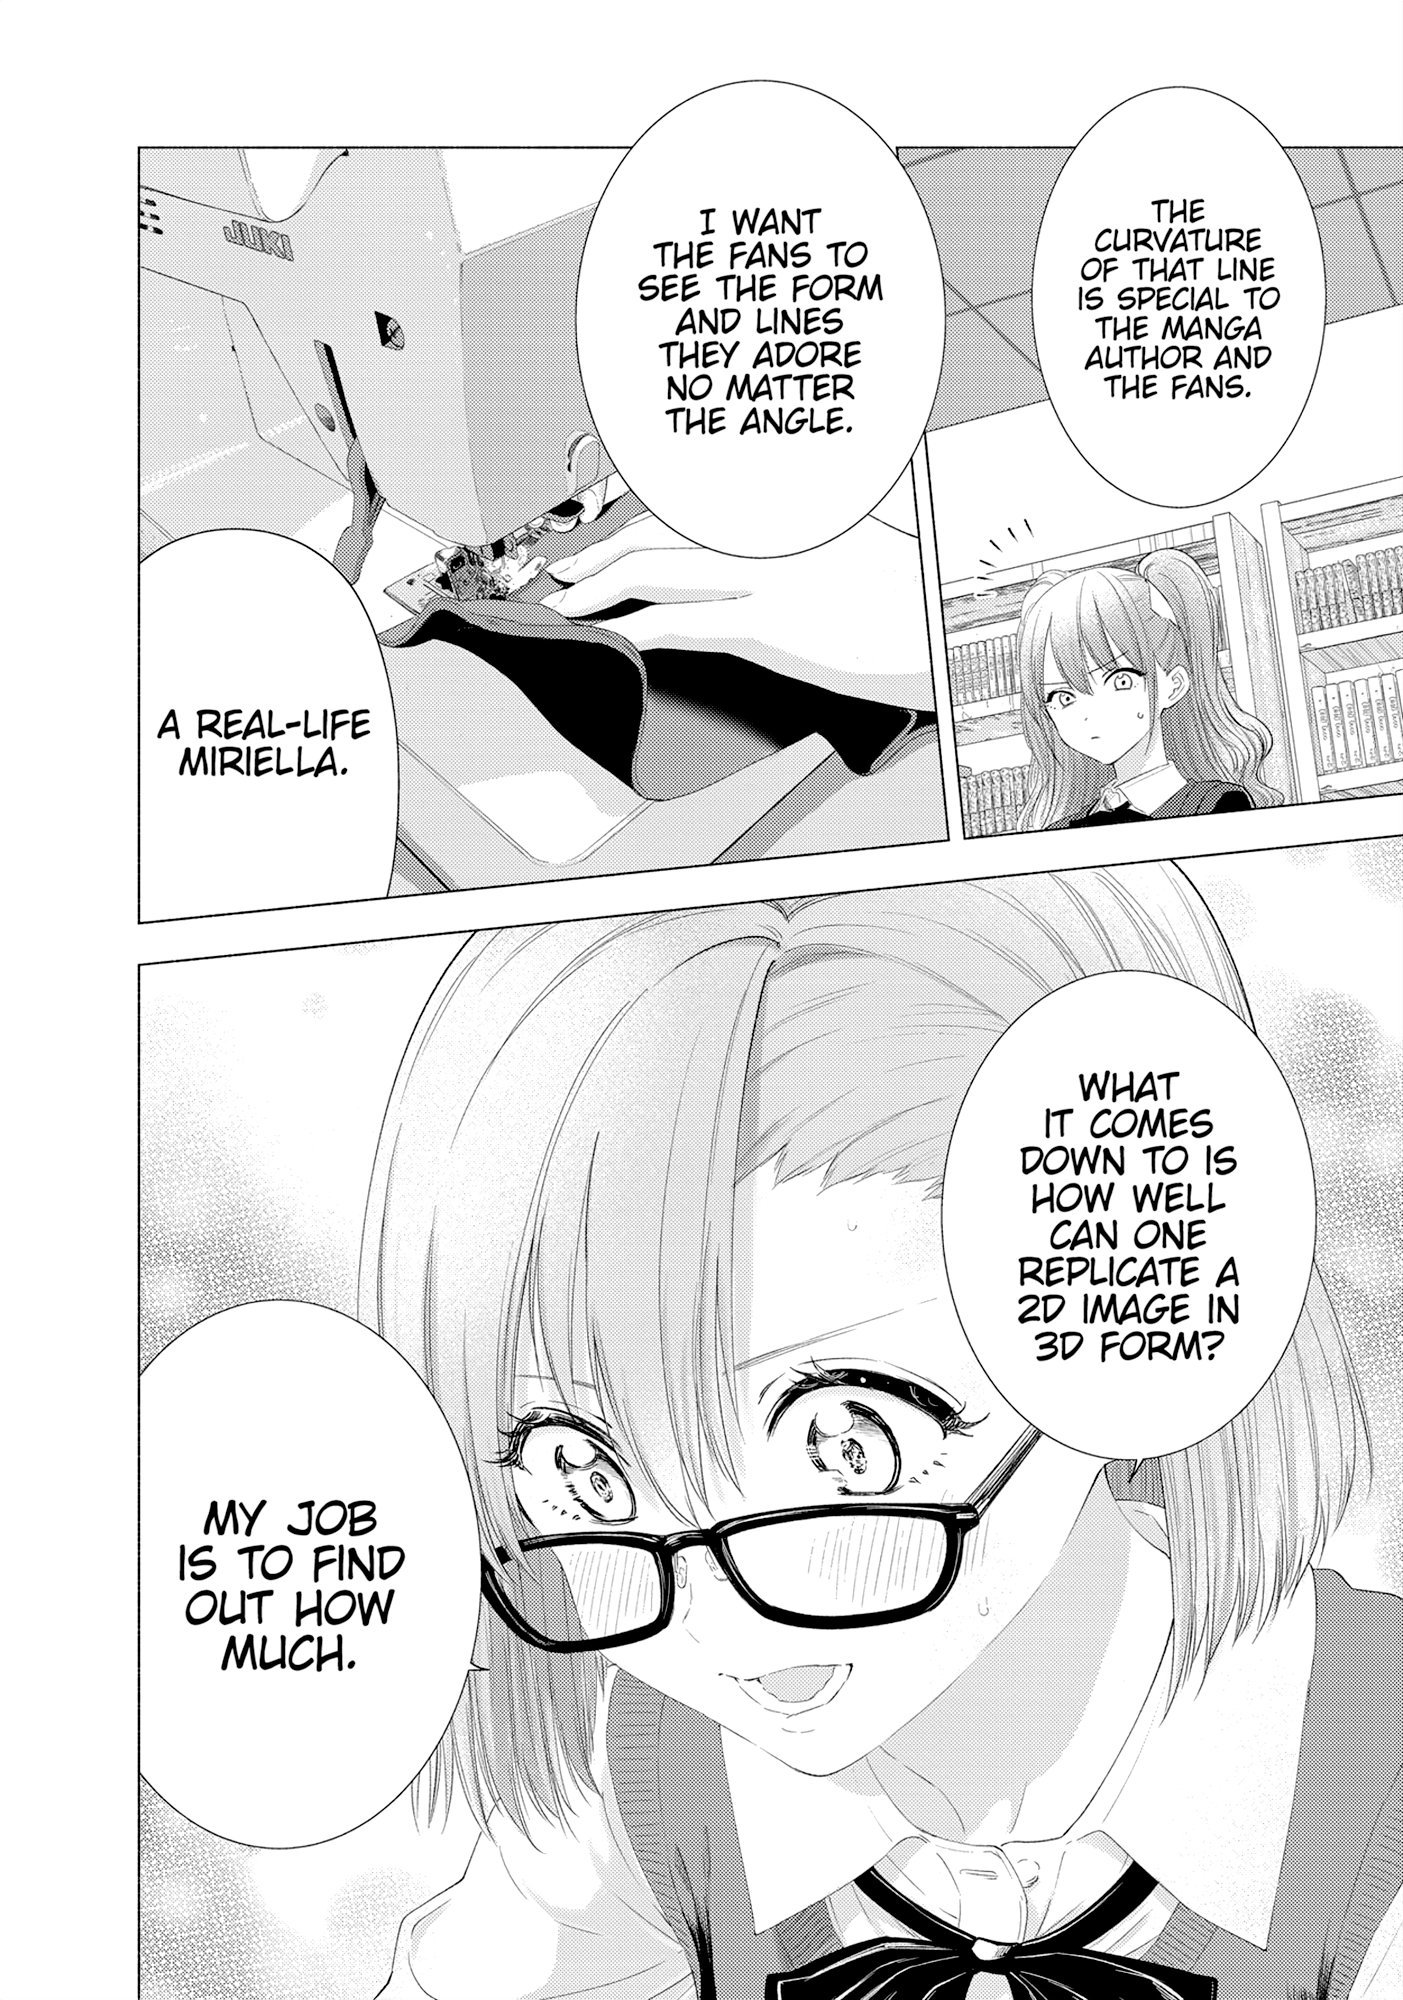 THE
CURVATURE
OF THAT LINE
IS SPECIAL TO
THE MANGA
AUTHOR AND
THE FANS.
I WANT
THE FANS TO
SEE THE FORM
AND LINES
THEY ADORE
NO MATTER
THE ANGLE.
JUKI
A REAL-LIFE
MIRIELLA.
WHAT
IT COMES
DOWN TO IS
HOW WELL
CAN ONE
REPLICATE A
2D IMAGE IN
3D FORM?
MY JOB
IS TO FIND
OUT HOW
MUCH.